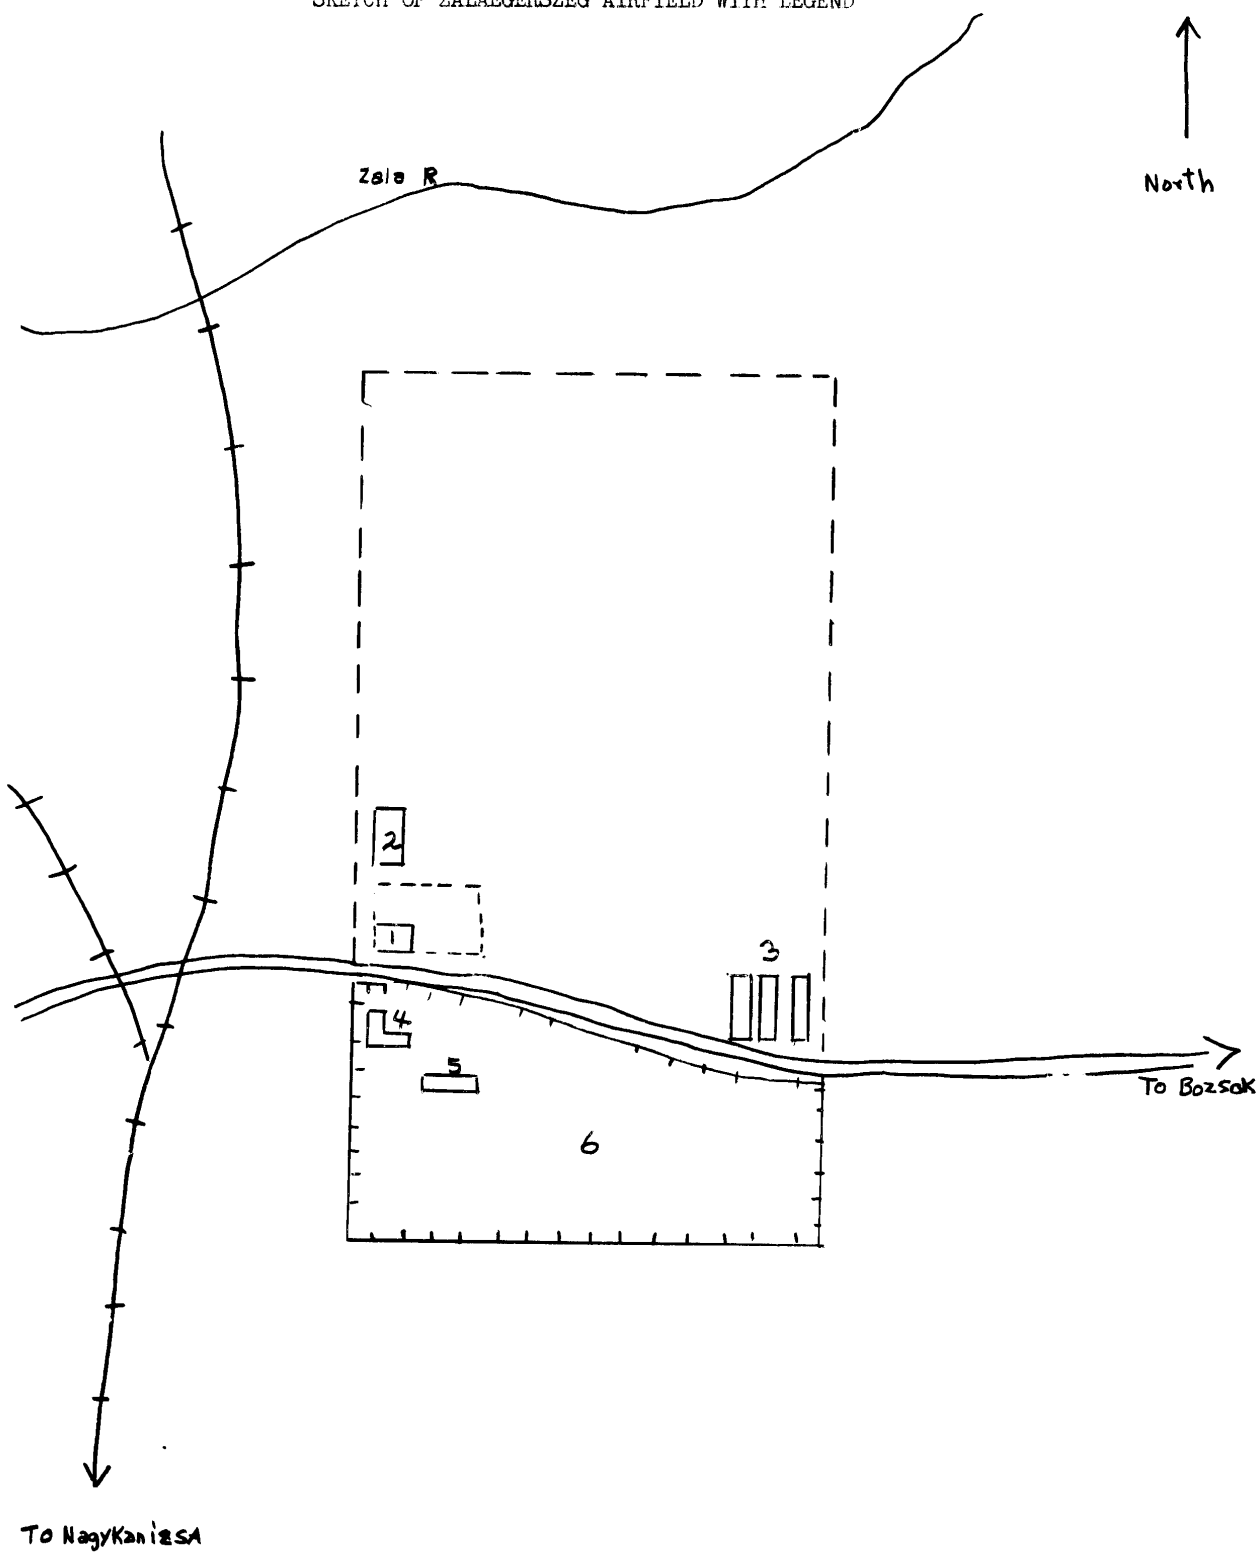 SKETCH OF ZALAEGERSZEG AIRFIELD WITH LEGEND
Zala R
North
2
1
3
4
5
6
To Bozsok
To NagyKanizsA